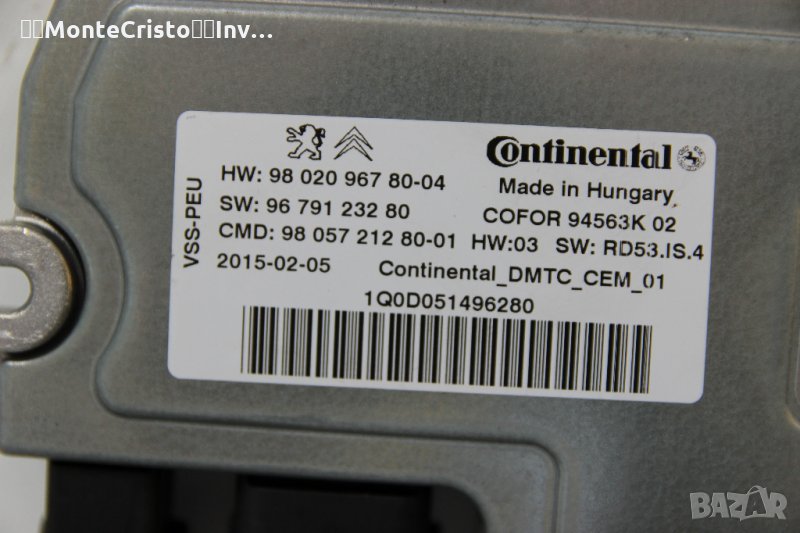 ▯▯MonteCristo▯▯Inv...
Continental
HW: 98 020 967 80-04
Made in Hungary
SW: 96 791 232 80
COFOR 94563K 02
CMD: 98 057 212 80-01 HW:03 SW: RD53.IS.4
2015-02-05 Continental_DMTC_CEM_01
1Q0D051496280
VSS-PEU
BAZAR